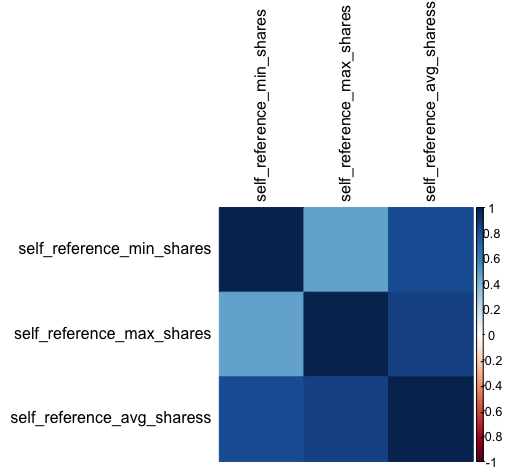 self_reference_min_shares
self_reference_max_shares
self_reference_avg_sharess
self_reference_min_shares
self_reference_max_shares
self_reference_avg_sharess
1
0.8
0.6
0.4
0.2
0
-0.2
-0.4
-0.6
-0.8
-1